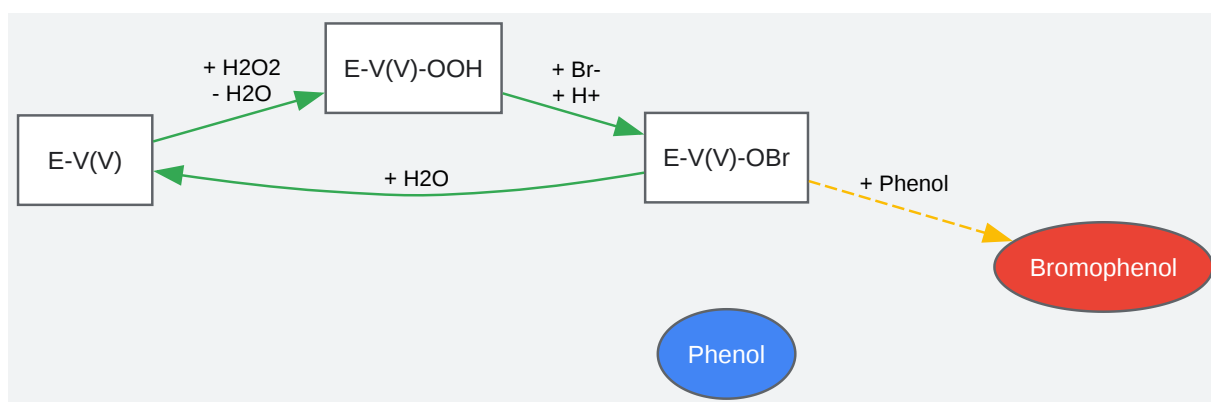 + H2O2
- H2O
E-V(V)-OOH
+ Br-
+ H+
E-V(V)
E-V(V)-OBr
+ H2O
+ Phenol
Bromophenol
Phenol